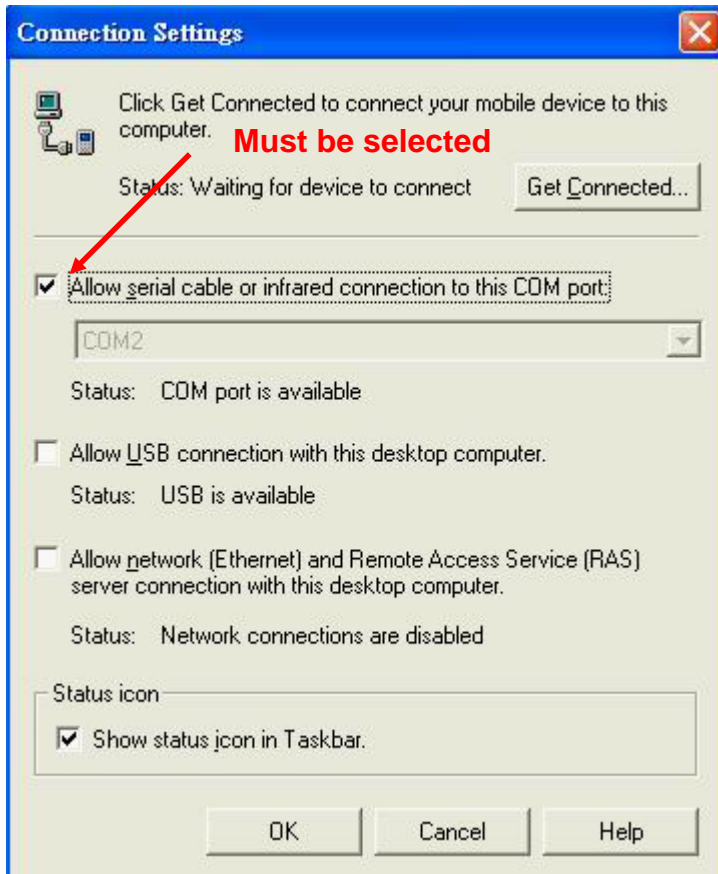 Connection Settings
Click Get Connected to connect your mobile device to this
computer.
Must be selected
Status: Waiting for device to connect
Get Connected...
Allow serial cable or infrared connection to this COM port:
COM2
Status: COM port is available
Allow USB connection with this desktop computer.
Status: USB is available
Allow network (Ethernet) and Remote Access Service (RAS)
server connection with this desktop computer.
Status: Network connections are disabled
Status icon
Show status icon in Taskbar.
OK
Cancel
Help